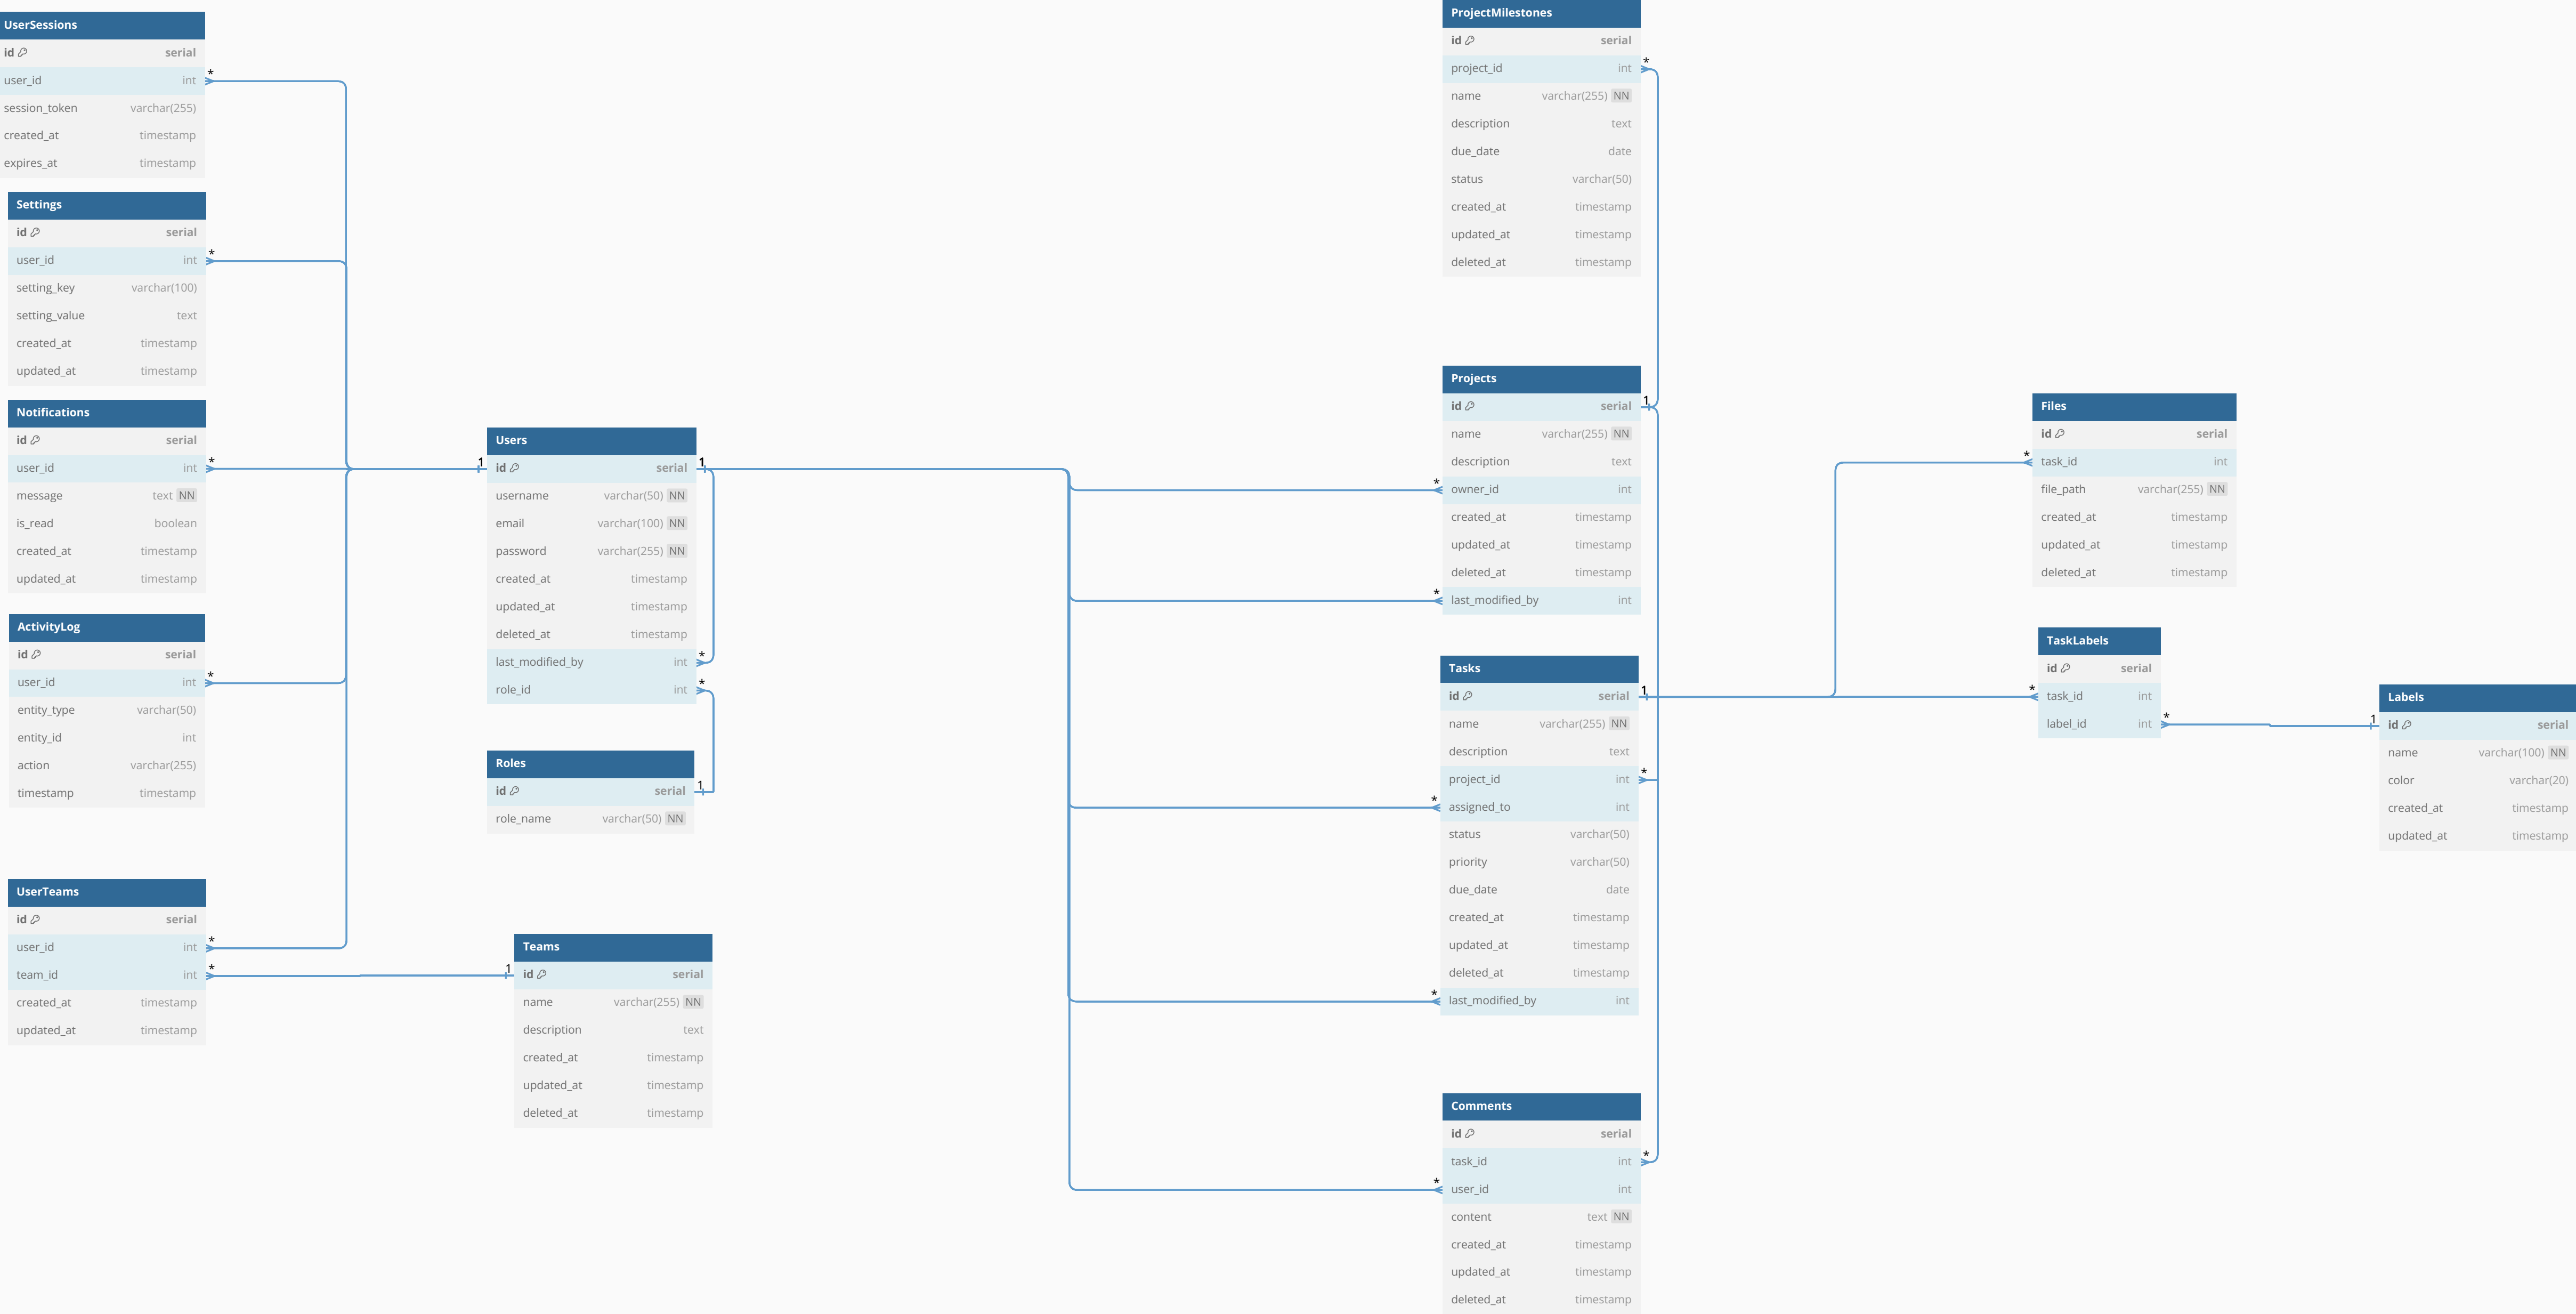 UserSessions
id serial
user_id int
session_token varchar(255)
created_at timestamp
expires_at timestamp
Settings
id serial
user_id int
setting_key varchar(100)
setting_value text
created_at timestamp
updated_at timestamp
Notifications
id serial
user_id int
message text NN
is_read boolean
created_at timestamp
updated_at timestamp
ActivityLog
id serial
user_id int
entity_type varchar(50)
entity_id int
action varchar(255)
timestamp timestamp
UserTeams
id serial
user_id int
team_id int
created_at timestamp
updated_at timestamp
* * * * * *
Users
1 id serial 1
username varchar(50) NN
email varchar(100) NN
password varchar(255) NN
created_at timestamp
updated_at timestamp
deleted_at timestamp
last_modified_by int *
role_id int *
Roles
id serial 1
role_name varchar(50) NN
Teams
1 id serial
name varchar(255) NN
description text
created_at timestamp
updated_at timestamp
deleted_at timestamp
ProjectMilestones
id serial
project_id int *
name varchar(255) NN
description text
due_date date
status varchar(50)
created_at timestamp
updated_at timestamp
deleted_at timestamp
Projects
id serial 1
name varchar(255) NN
description text
* owner_id int
created_at timestamp
updated_at timestamp
deleted_at timestamp
* last_modified_by int
Tasks
id serial 1
name varchar(255) NN
description text
project_id int *
* assigned_to int
status varchar(50)
priority varchar(50)
due_date date
created_at timestamp
updated_at timestamp
deleted_at timestamp
* last_modified_by int
Comments
id serial
task_id int *
* user_id int
content text NN
created_at timestamp
updated_at timestamp
deleted_at timestamp
Files
id serial
* task_id int
file_path varchar(255) NN
created_at timestamp
updated_at timestamp
deleted_at timestamp
TaskLabels
id serial
* task_id int
label_id int *
Labels
1 id serial
name varchar(100) NN
color varchar(20)
created_at timestamp
updated_at timestamp